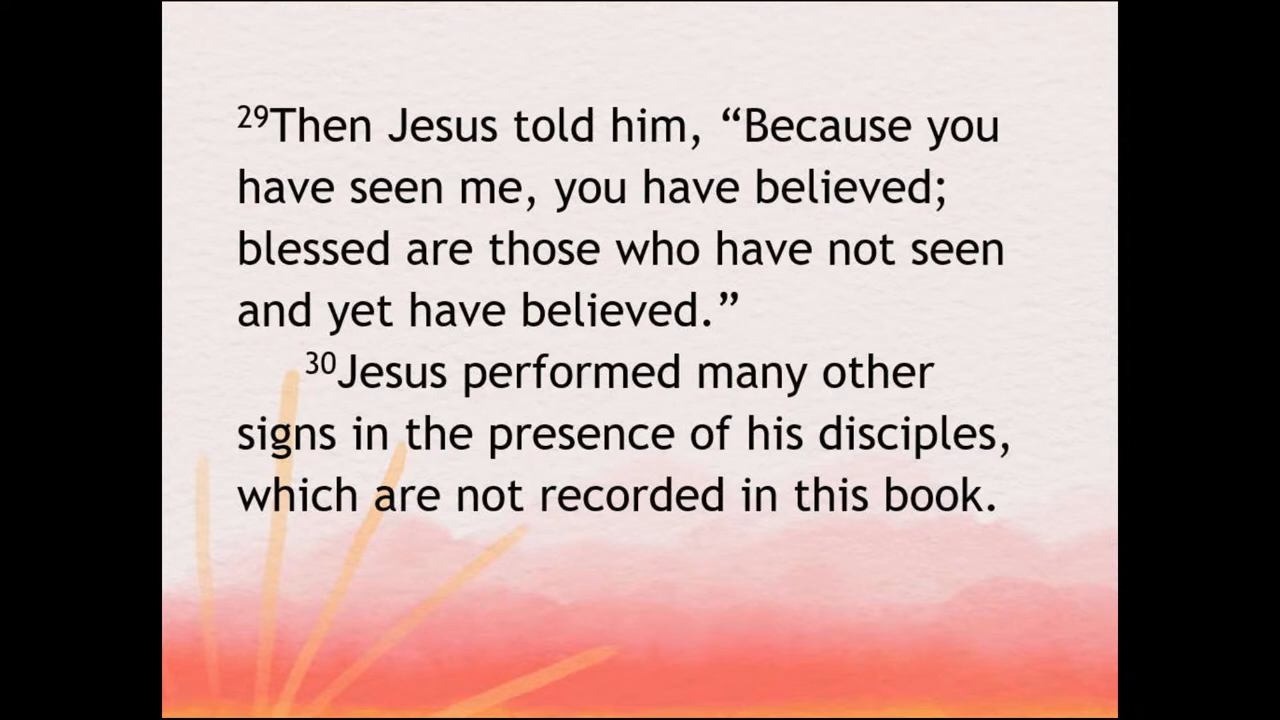 29Then Jesus told him, “Because you
have seen me, you have believed;
blessed are those who have not seen
and yet have believed.”
30Jesus performed many other
signs in the presence of his disciples,
which are not recorded in this book.